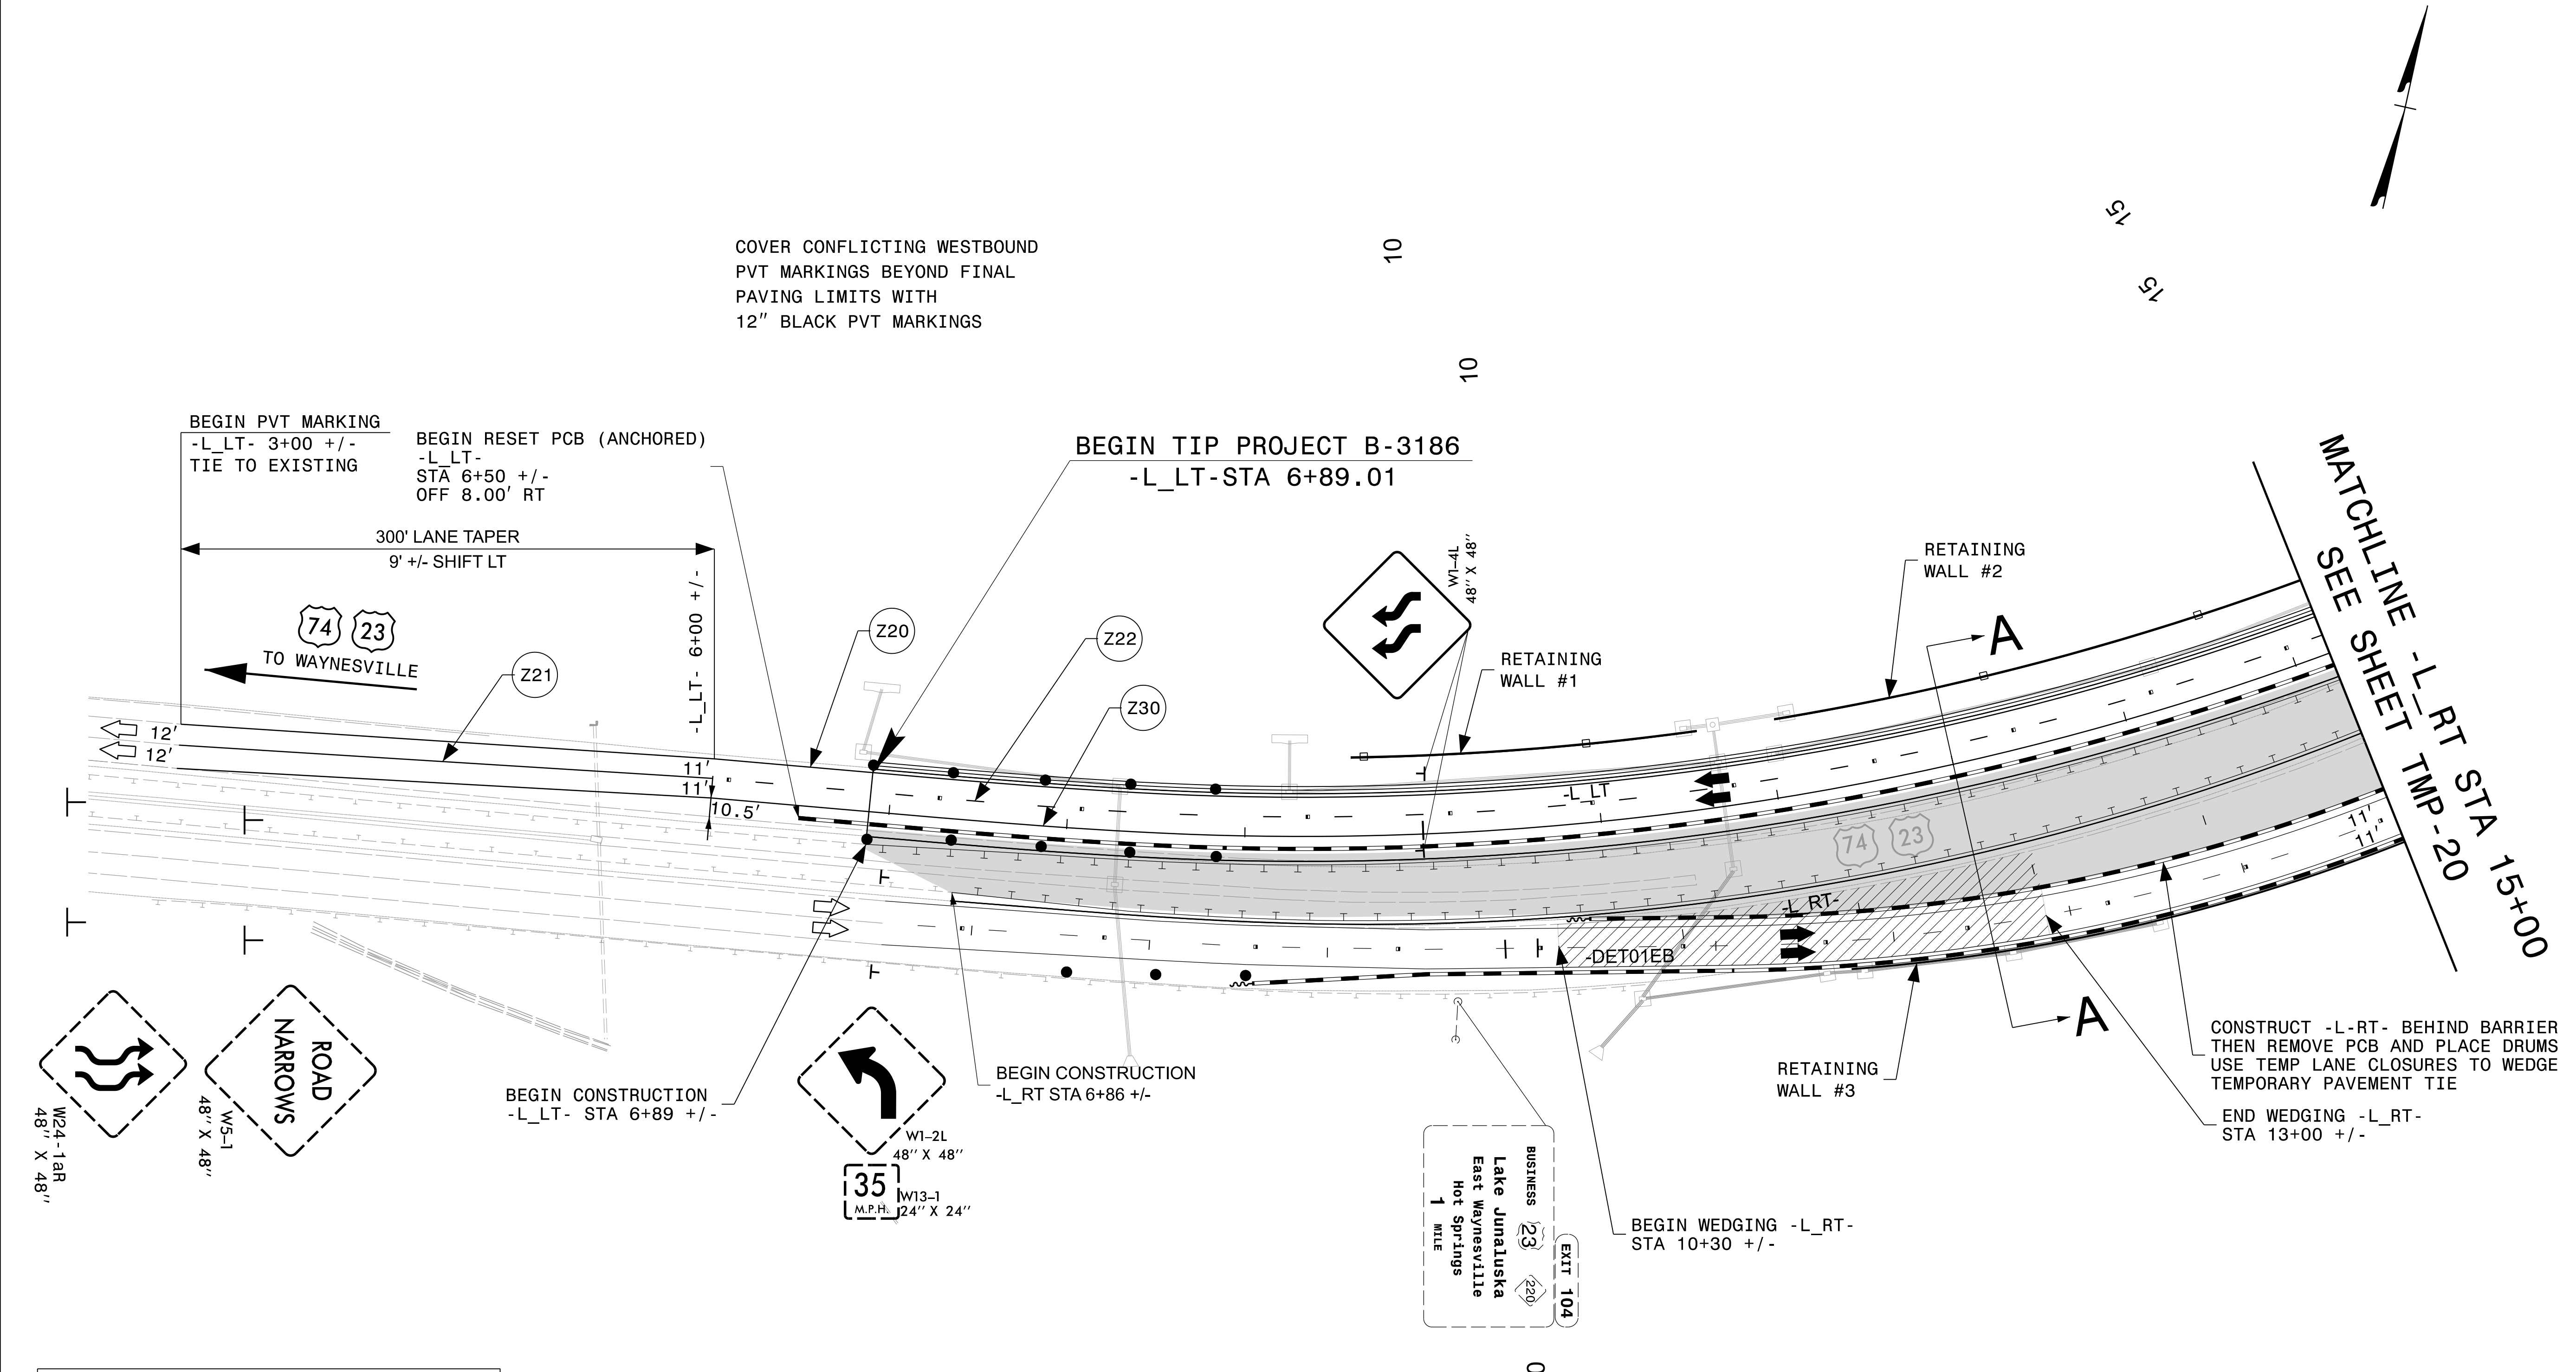 15
10
COVER CONFLICTING WESTBOUND
PVT MARKINGS BEYOND FINAL
PAVING LIMITS WITH
12" BLACK PVT MARKINGS
15
10
BEGIN PVT MARKING
-L_LT- 3+00 +/-
TIE TO EXISTING
BEGIN RESET PCB (ANCHORED)
-L_LT-
STA 6+50 +/-
OFF 8.00' RT
BEGIN TIP PROJECT B-3186
-L_LT-STA 6+89.01
300' LANE TAPER
9' +/- SHIFT LT
-L_LT- 6+00 +/-
74
23
TO WAYNESVILLE
Z21
Z20
Z22
Z30
W1-4L
48" X 48"
RETAINING
WALL #1
RETAINING
WALL #2
A
MATCHLINE -L_RT STA 15+00
SEE SHEET TMP-20
12'
12'
11'
11'
10.5'
-L_LT
74
23
11'
11'
-L_RT-
-DET01EB
A
W24-1aR
48" X 48"
ROAD
NARROWS
W5-1
48" X 48"
BEGIN CONSTRUCTION
-L_LT- STA 6+89 +/-
W1-2L
48" X 48"
35
M.P.H.
W13-1
24" X 24"
BEGIN CONSTRUCTION
-L_RT STA 6+86 +/-
EXIT 104
BUSINESS 23 220
Lake Junaluska
East Waynesville
Hot Springs
1 MILE
RETAINING
WALL #3
BEGIN WEDGING -L_RT-
STA 10+30 +/-
CONSTRUCT -L-RT- BEHIND BARRIER
THEN REMOVE PCB AND PLACE DRUMS
USE TEMP LANE CLOSURES TO WEDGE
TEMPORARY PAVEMENT TIE
END WEDGING -L_RT-
STA 13+00 +/-